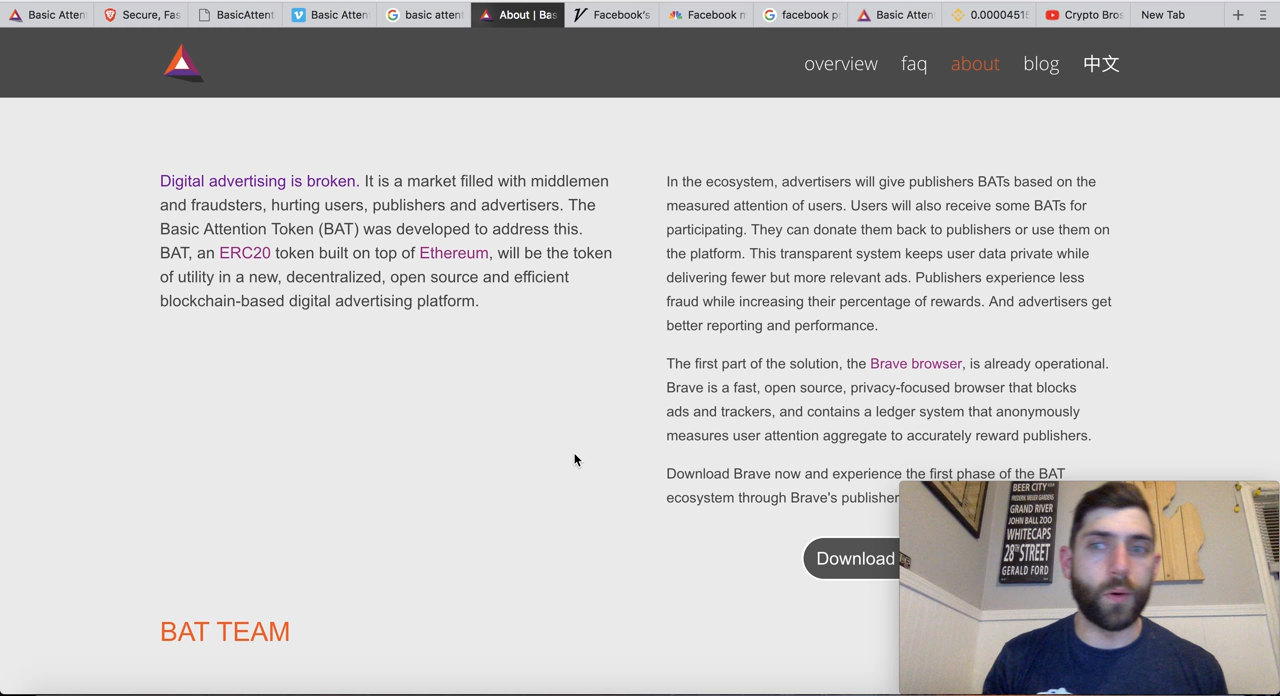 Basic Atten
Secure, Fas
BasicAttent
Basic Atten
basic attent
About | Bas
Facebook's
Facebook m
facebook p
Basic Atten
0.00004515
Crypto Bros
New Tab
overview faq about blog 中文
Digital advertising is broken. It is a market filled with middlemen
and fraudsters, hurting users, publishers and advertisers. The
Basic Attention Token (BAT) was developed to address this.
BAT, an ERC20 token built on top of Ethereum, will be the token
of utility in a new, decentralized, open source and efficient
blockchain-based digital advertising platform.
In the ecosystem, advertisers will give publishers BATs based on the
measured attention of users. Users will also receive some BATs for
participating. They can donate them back to publishers or use them on
the platform. This transparent system keeps user data private while
delivering fewer but more relevant ads. Publishers experience less
fraud while increasing their percentage of rewards. And advertisers get
better reporting and performance.
The first part of the solution, the Brave browser, is already operational.
Brave is a fast, open source, privacy-focused browser that blocks
ads and trackers, and contains a ledger system that anonymously
measures user attention aggregate to accurately reward publishers.
Download Brave now and experience the first phase of the BAT
ecosystem through Brave's publisher
Download
BAT TEAM
BEER CITY
FREDERIK MEIJER GARDENS
GRAND RIVER
JOHN BALL ZOO
WHITECAPS
28TH STREET
GERALD FORD